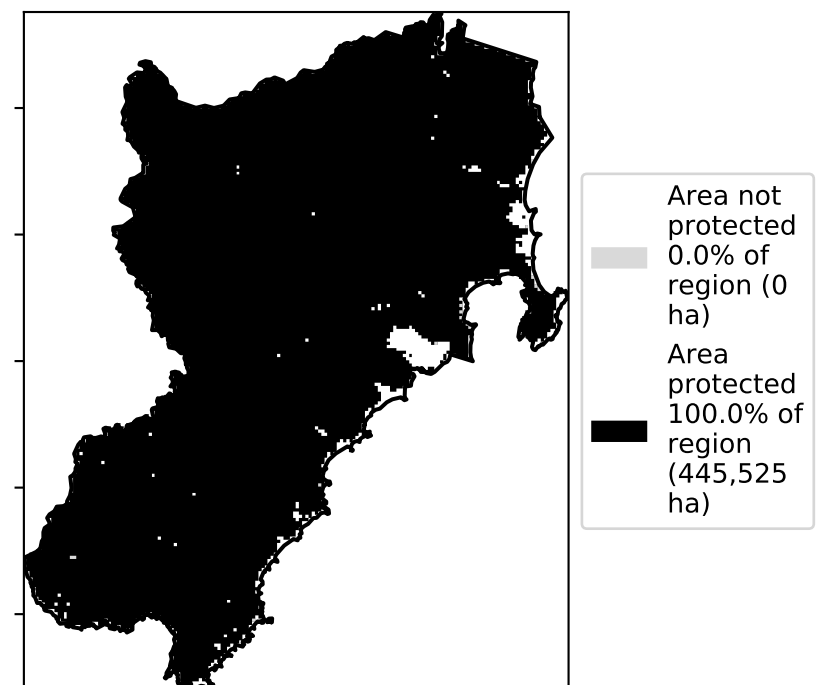 Area not
protected
0.0% of
region (0
ha)
Area
protected
100.0% of
region
(445,525
ha)